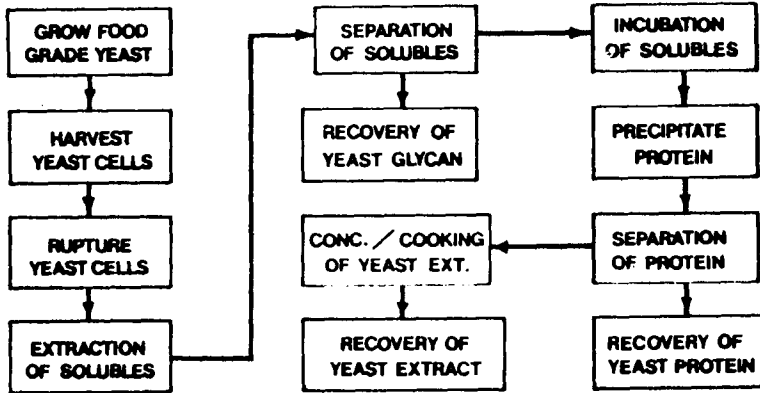 GROW FOOD
GRADE YEAST
HARVEST
YEAST CELLS
RUPTURE
YEAST CELLS
EXTRACTION
OF SOLUBLES
SEPARATION
OF SOLUBLES
RECOVERY OF
YEAST GLYCAN
INCUBATION
OF SOLUBLES
PRECIPITATE
PROTEIN
SEPARATION
OF PROTEIN
CONC. / COOKING
OF YEAST EXT.
RECOVERY OF
YEAST EXTRACT
RECOVERY OF
YEAST PROTEIN